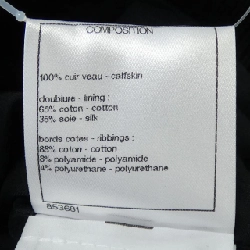 COMPOSITION
100% cuir veau - calfskin
doublure - lining :
65% coton - cotton
35% soie - silk
bords cotes - ribbings :
88% coton - cotton
8% polyamide - polyamide
4% polyurethane - polyurethane